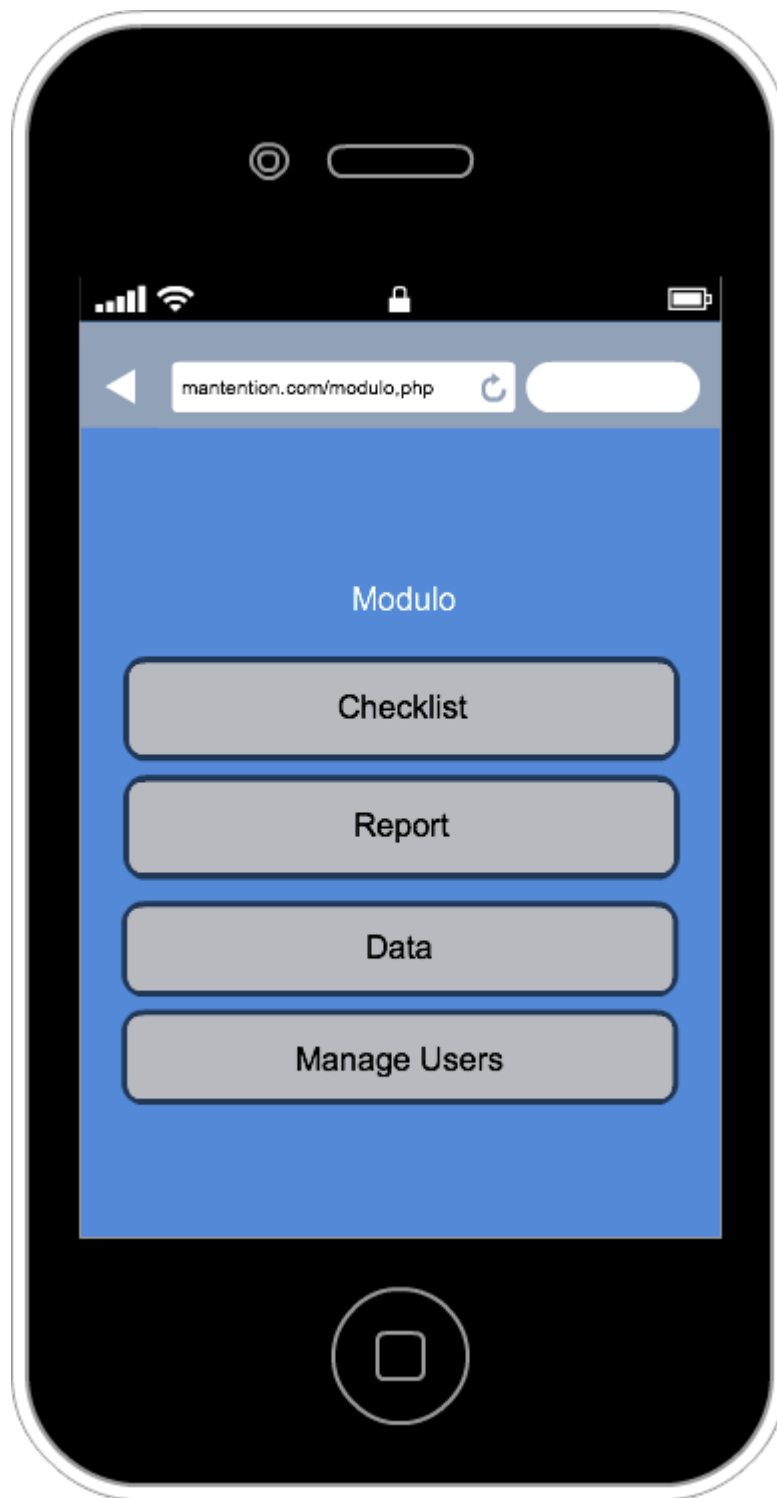 mantention.com/modulo,php
Modulo
Checklist
Report
Data
Manage Users